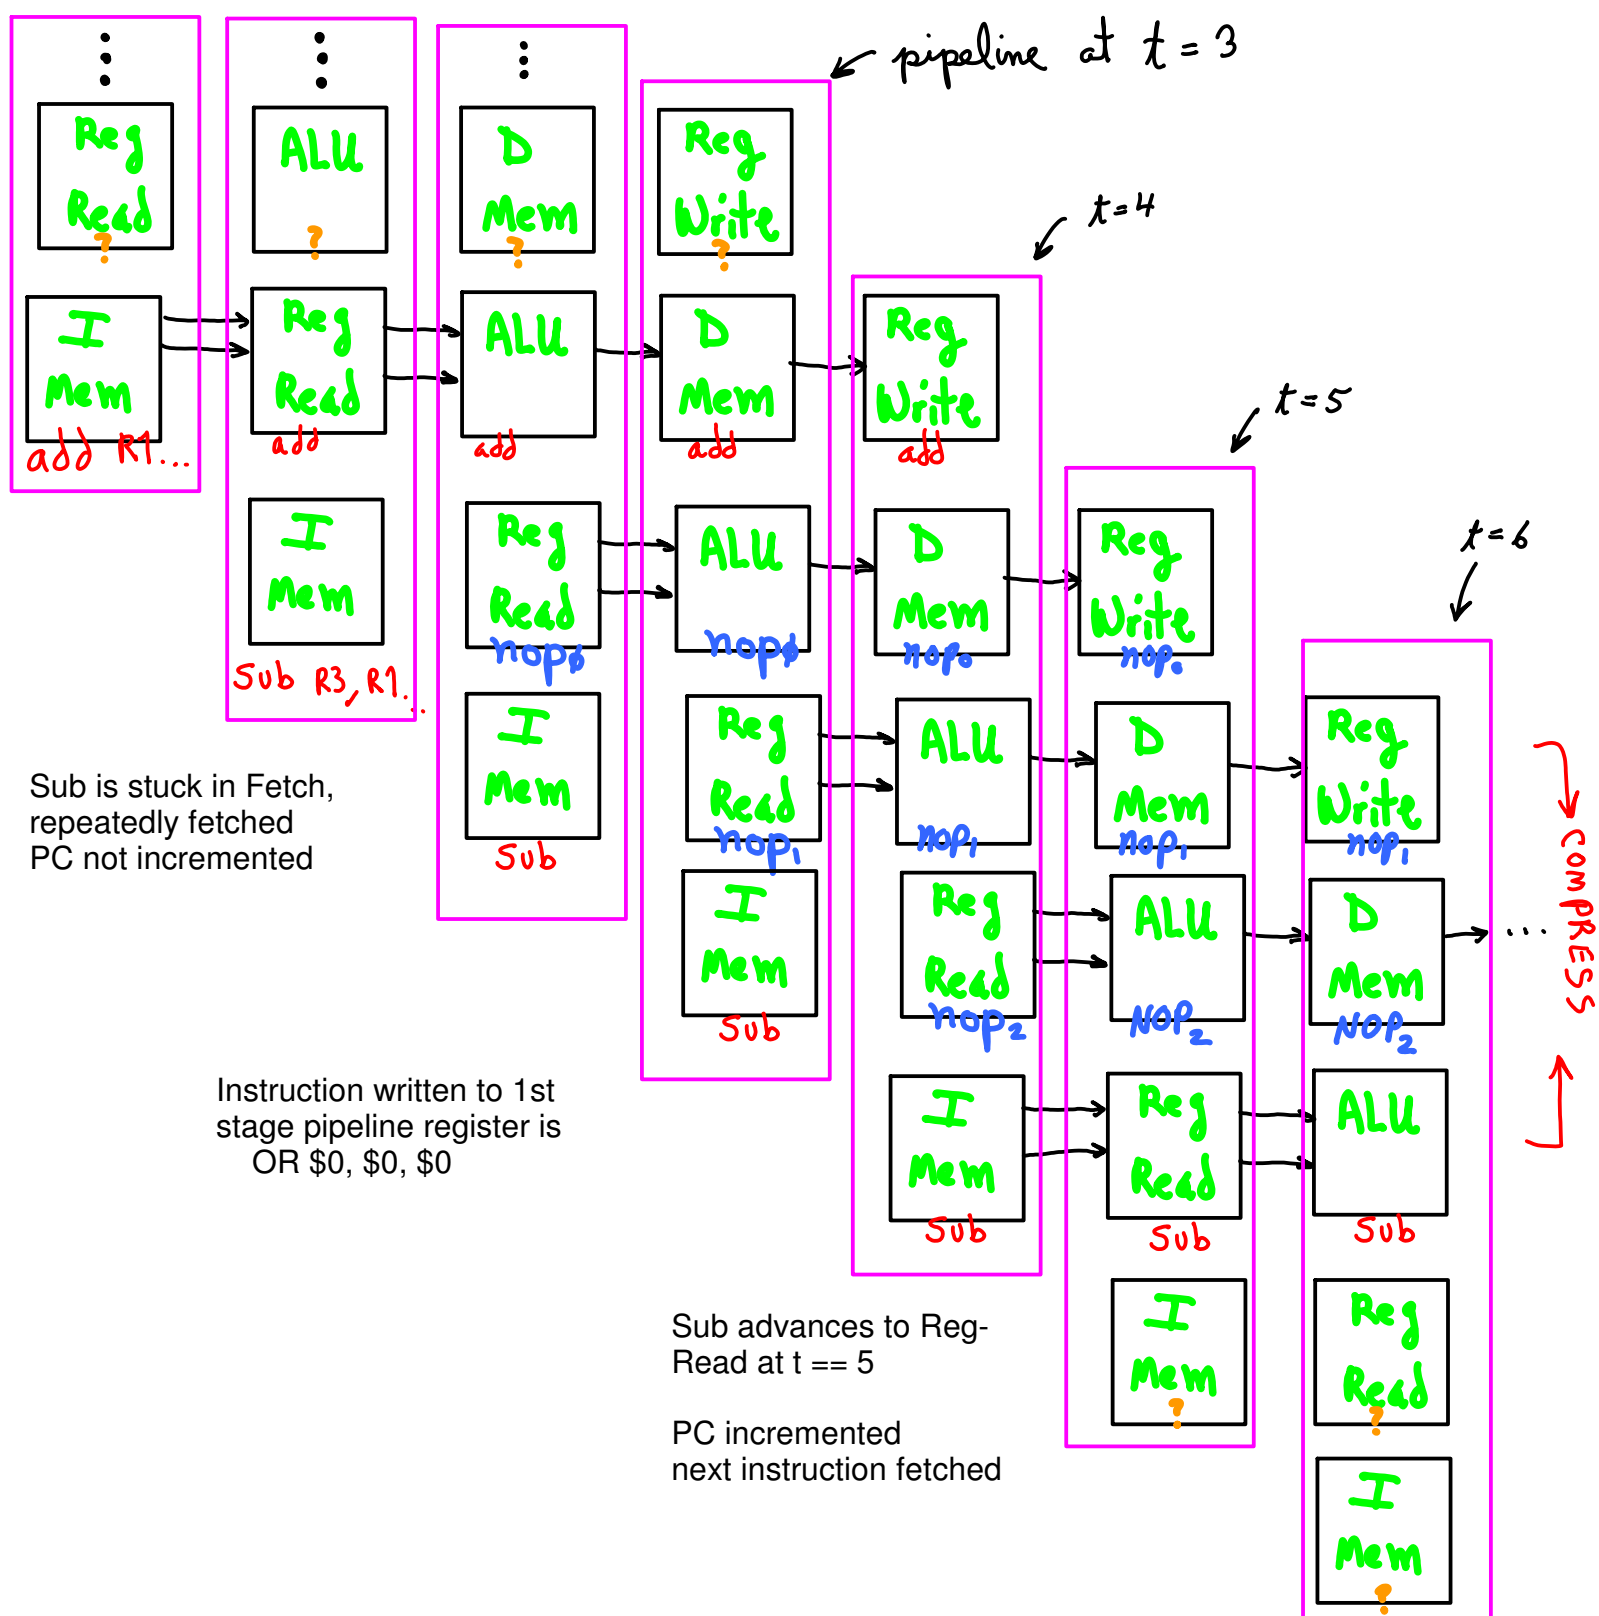 pipeline at t = 3
Reg
Read
?
I
Mem
add R1...
ALU
?
Reg
Read
add
I
Mem
Sub R3, R1...
D
Mem
?
ALU
add
Reg
Read
nopø
I
Mem
Sub
Reg
Write
?
D
Mem
add
ALU
nopø
Reg
Read
nop1
I
Mem
Sub
t=4
Reg
Write
add
D
Mem
nop0
ALU
nop1
Reg
Read
nop2
I
Mem
Sub
t=5
Reg
Write
nop0
D
Mem
nop1
ALU
NOP2
Reg
Read
Sub
I
Mem
?
t=6
Reg
Write
nop1
D
Mem
NOP2
...
ALU
Sub
Reg
Read
?
I
Mem
?
COMPRESS
Sub is stuck in Fetch,
repeatedly fetched
PC not incremented
Instruction written to 1st
stage pipeline register is
OR $0, $0, $0
Sub advances to Reg-
Read at t == 5
PC incremented
next instruction fetched